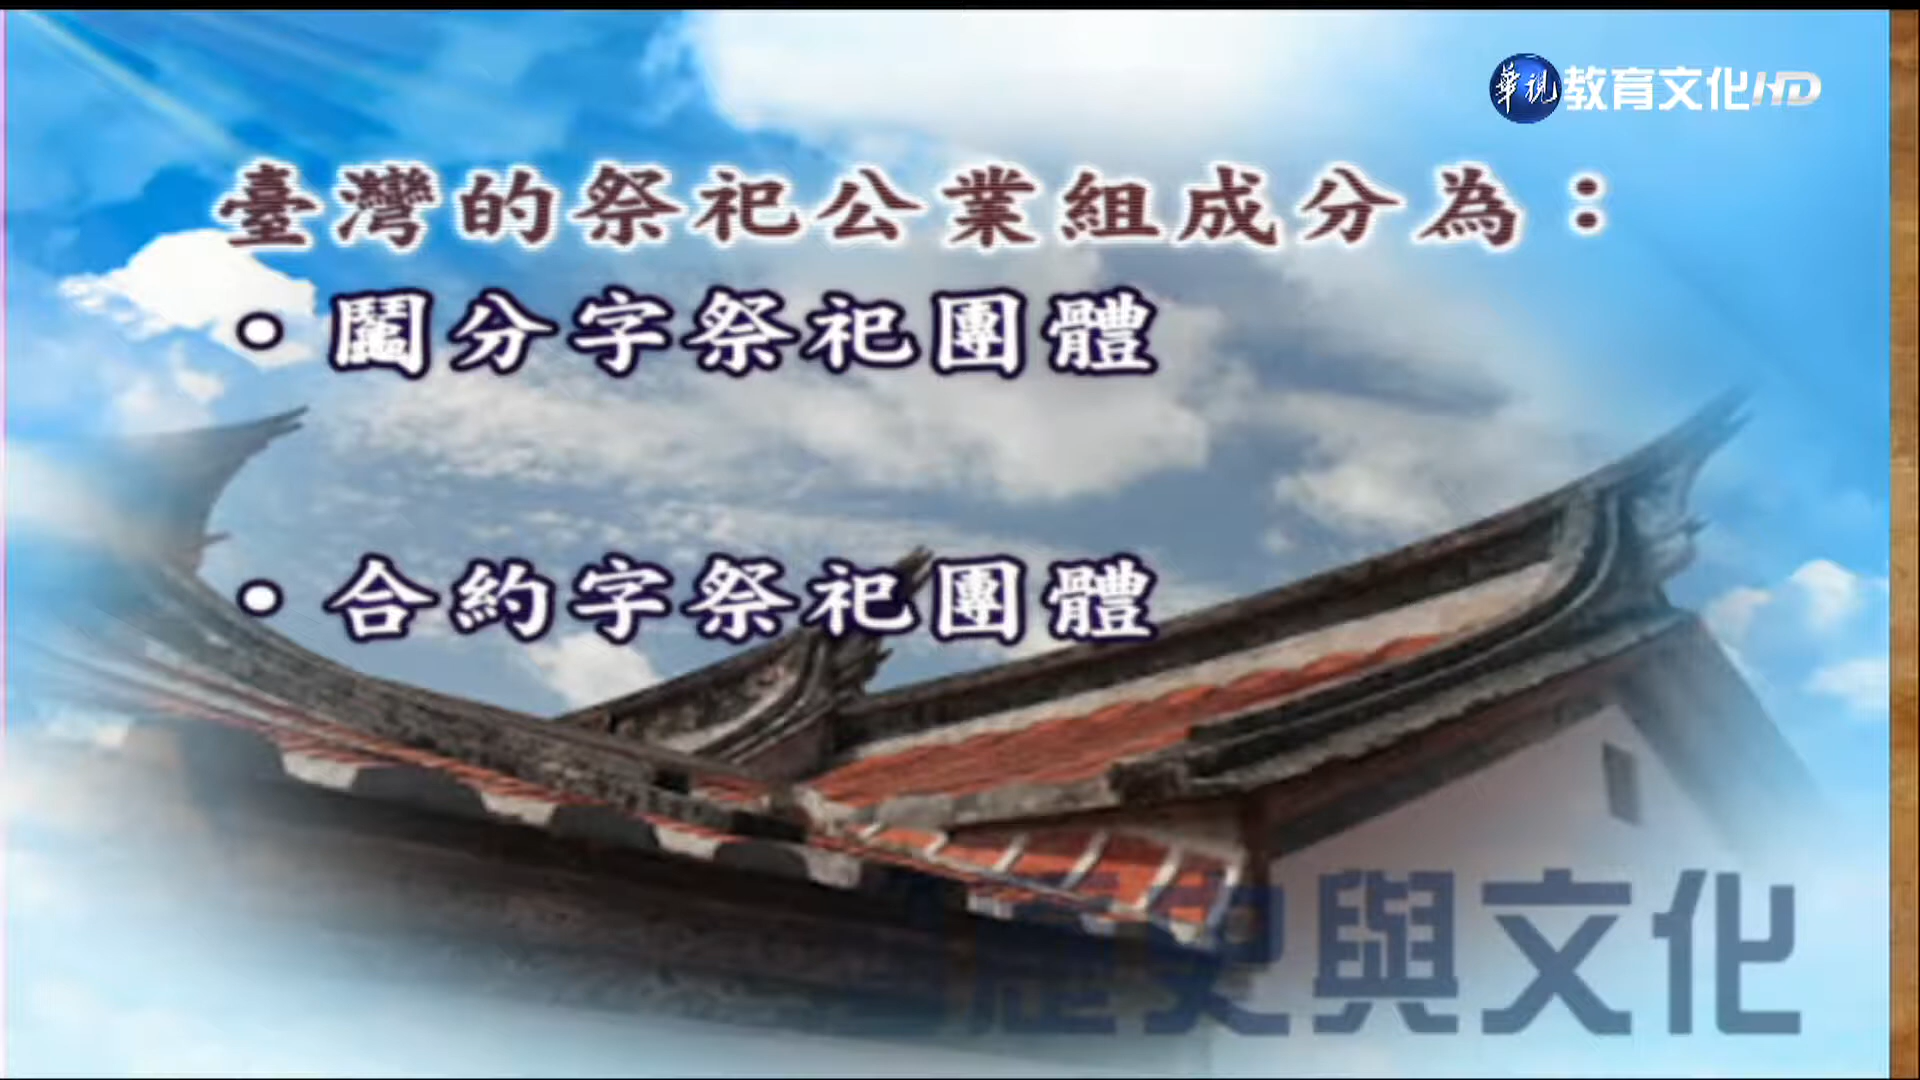 華視 教育文化HD
臺灣的祭祀公業組成分為：
• 鬮分字祭祀團體
• 合約字祭祀團體
歷史與文化